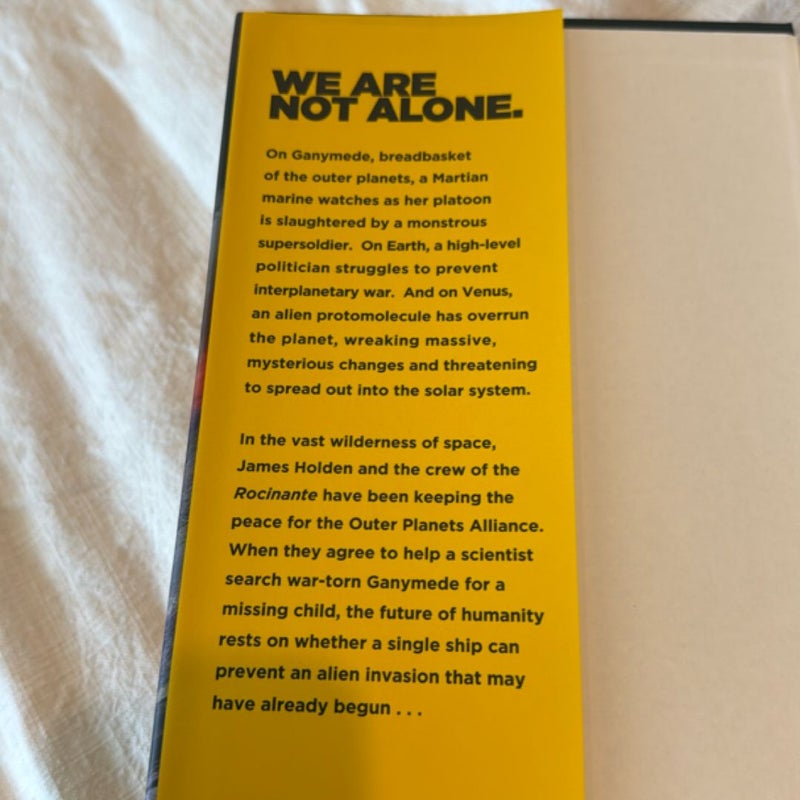 WE ARE
NOT ALONE.
On Ganymede, breadbasket
of the outer planets, a Martian
marine watches as her platoon
is slaughtered by a monstrous
supersoldier. On Earth, a high-level
politician struggles to prevent
interplanetary war. And on Venus,
an alien protomolecule has overrun
the planet, wreaking massive,
mysterious changes and threatening
to spread out into the solar system.
In the vast wilderness of space,
James Holden and the crew of the
Rocinante have been keeping the
peace for the Outer Planets Alliance.
When they agree to help a scientist
search war-torn Ganymede for a
missing child, the future of humanity
rests on whether a single ship can
prevent an alien invasion that may
have already begun . . .